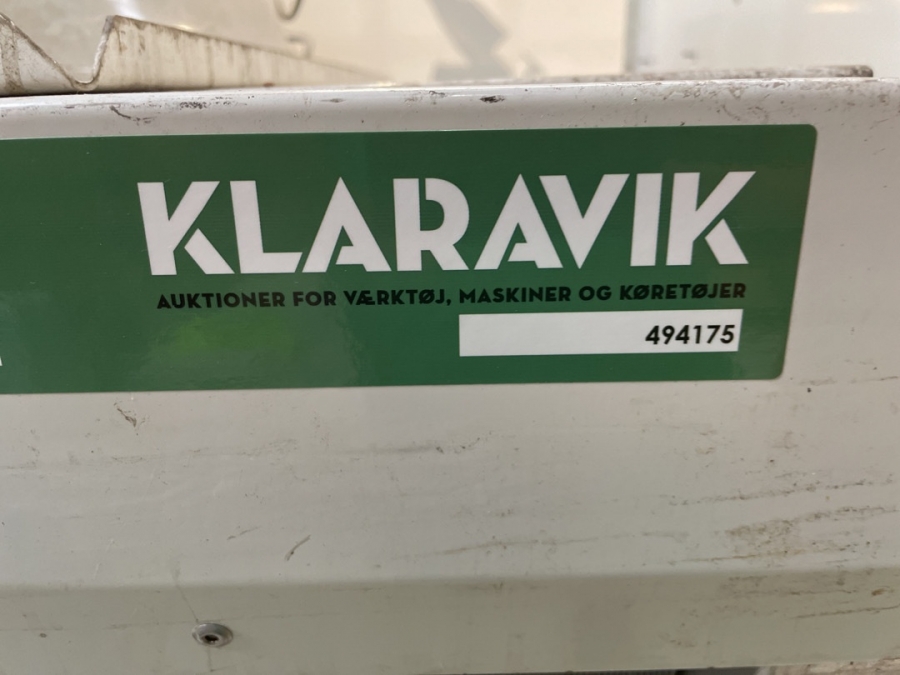 KLARAVIK
AUKTIONER FOR VÆRKTØJ, MASKINER OG KØRETØJER
494175